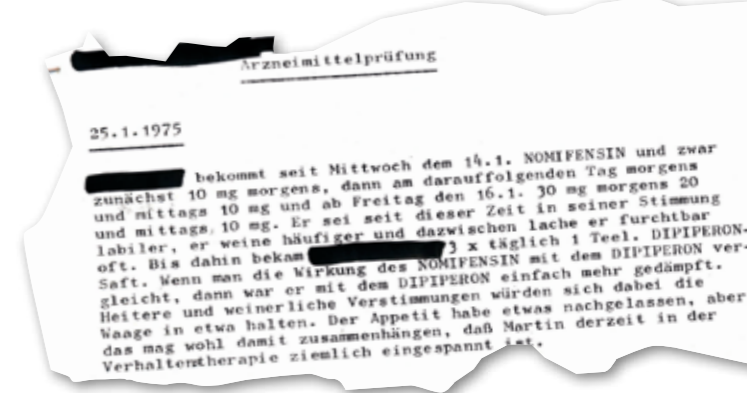 Arzneimittelprüfung
25.1.1975
bekommt seit Mittwoch dem 14.1. NOMIFENSIN und zwar
zunächst 10 mg morgens, dann am darauffolgenden Tag morgens
und mittags 10 mg und ab Freitag den 16.1. 30 mg morgens 20
und mittags 10 mg. Er sei seit dieser Zeit in seiner Stimmung
labiler, er weine häufiger und dazwischen lache er furchtbar
oft. Bis dahin bekam 3 x täglich 1 Teel. DIPIPERON-
Saft. Wenn man die Wirkung des NOMIFENSIN mit dem DIPIPERON ver-
gleicht, dann war er mit dem DIPIPERON einfach mehr gedämpft.
Heitere und weinerliche Verstimmungen würden sich dabei die
Waage in etwa halten. Der Appetit habe etwas nachgelassen, aber
das mag wohl damit zusammenhängen, daß Martin derzeit in der
Verhaltentherapie ziemlich eingespannt ist.